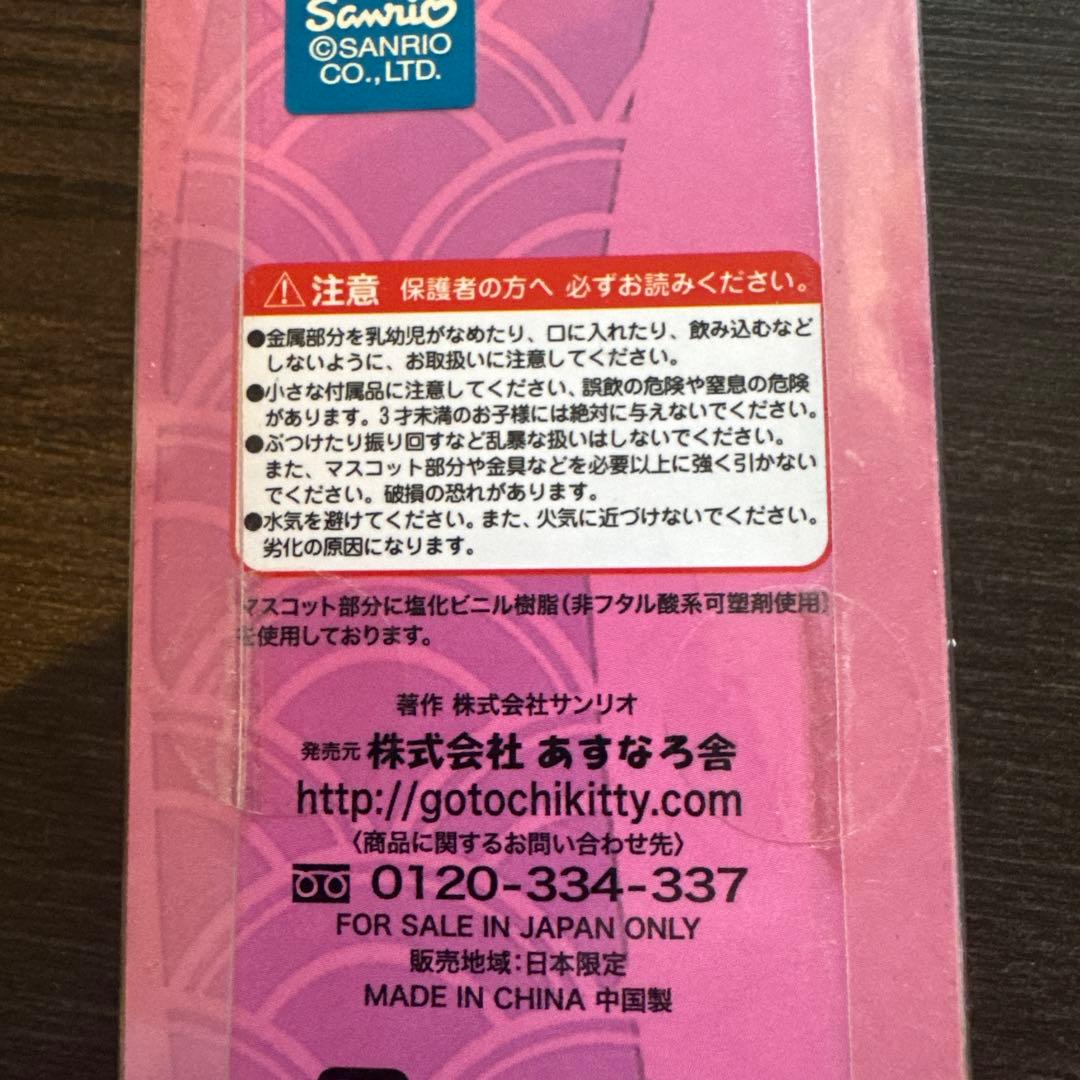 Sanrio
©SANRIO
CO.,LTD.
注意 保護者の方へ 必ずお読みください。
●金属部分を乳幼児がなめたり、口に入れたり、飲み込むなど
しないように、お取扱いに注意してください。
●小さな付属品に注意してください、誤飲の危険や窒息の危険
があります。3才未満のお子様には絶対に与えないでください。
●ぶつけたり振り回すなど乱暴な扱いはしないでください。
また、マスコット部分や金具などを必要以上に強く引かない
でください。破損の恐れがあります。
●水気を避けてください。また、火気に近づけないでください。
劣化の原因になります。
マスコット部分に塩化ビニル樹脂(非フタル酸系可塑剤使用)
を使用しております。
著作 株式会社サンリオ
発売元 株式会社 あすなろ舎
http://gotochikitty.com
〈商品に関するお問い合わせ先〉
0120-334-337
FOR SALE IN JAPAN ONLY
販売地域:日本限定
MADE IN CHINA 中国製